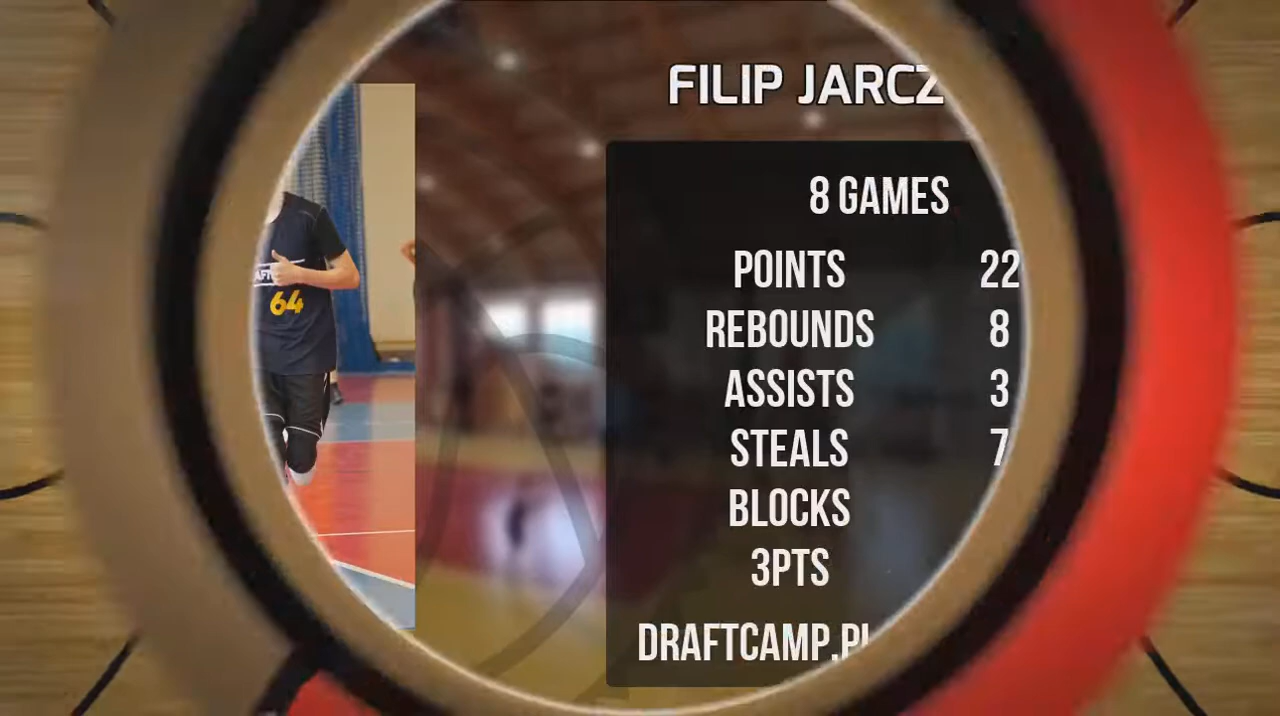 FILIP JARCZ
8 GAMES
POINTS 22
REBOUNDS 8
ASSISTS 3
STEALS 7
BLOCKS
3PTS
DRAFTCAMP.PL
64